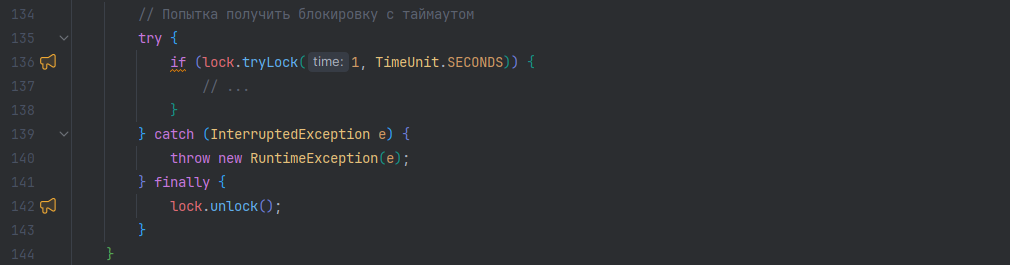 134 // Попытка получить блокировку с таймаутом
135 try {
136 if (lock.tryLock( time: 1, TimeUnit.SECONDS)) {
137 // ...
138 }
139 } catch (InterruptedException e) {
140 throw new RuntimeException(e);
141 } finally {
142 lock.unlock();
143 }
144 }